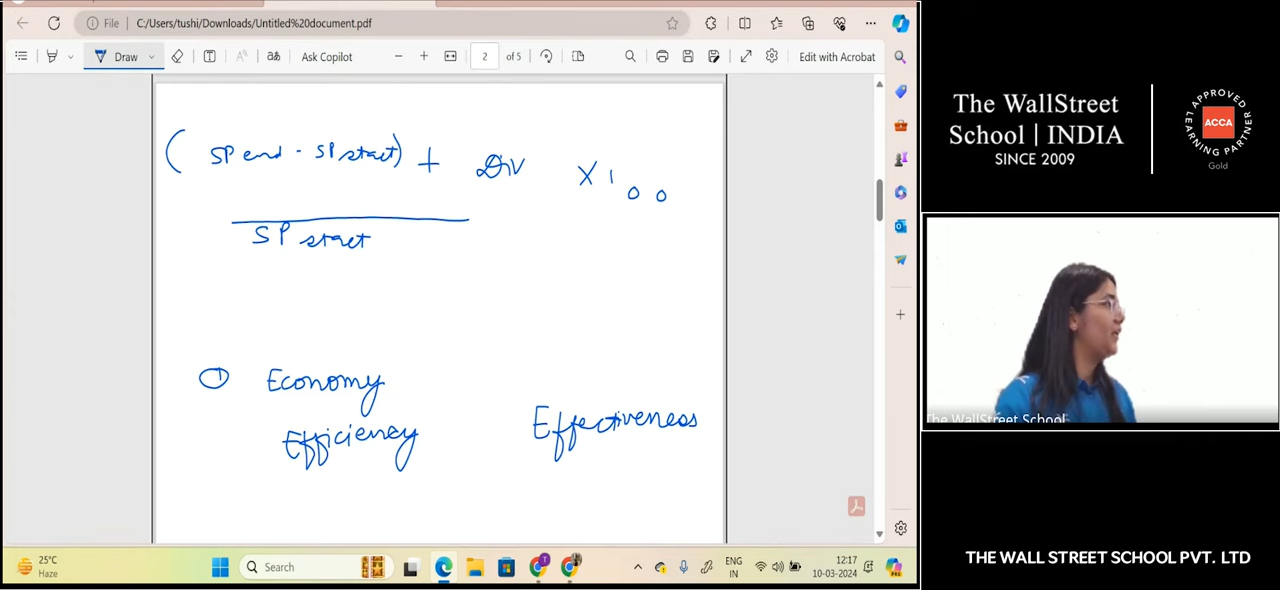 File
C:/Users/tushi/Downloads/Untitled%20document.pdf
Draw
Ask Copilot
2 of 5
Edit with Acrobat
( SP end - SP start) + Div X 100
SP start
1 Economy
Efficiency
Effectiveness
The WallStreet
School | INDIA
SINCE 2009
APPROVED LEARNING PARTNER
ACCA
Gold
The WallStreet School
THE WALL STREET SCHOOL PVT. LTD
25°C
Haze
Search
ENG
IN
12:17
10-03-2024